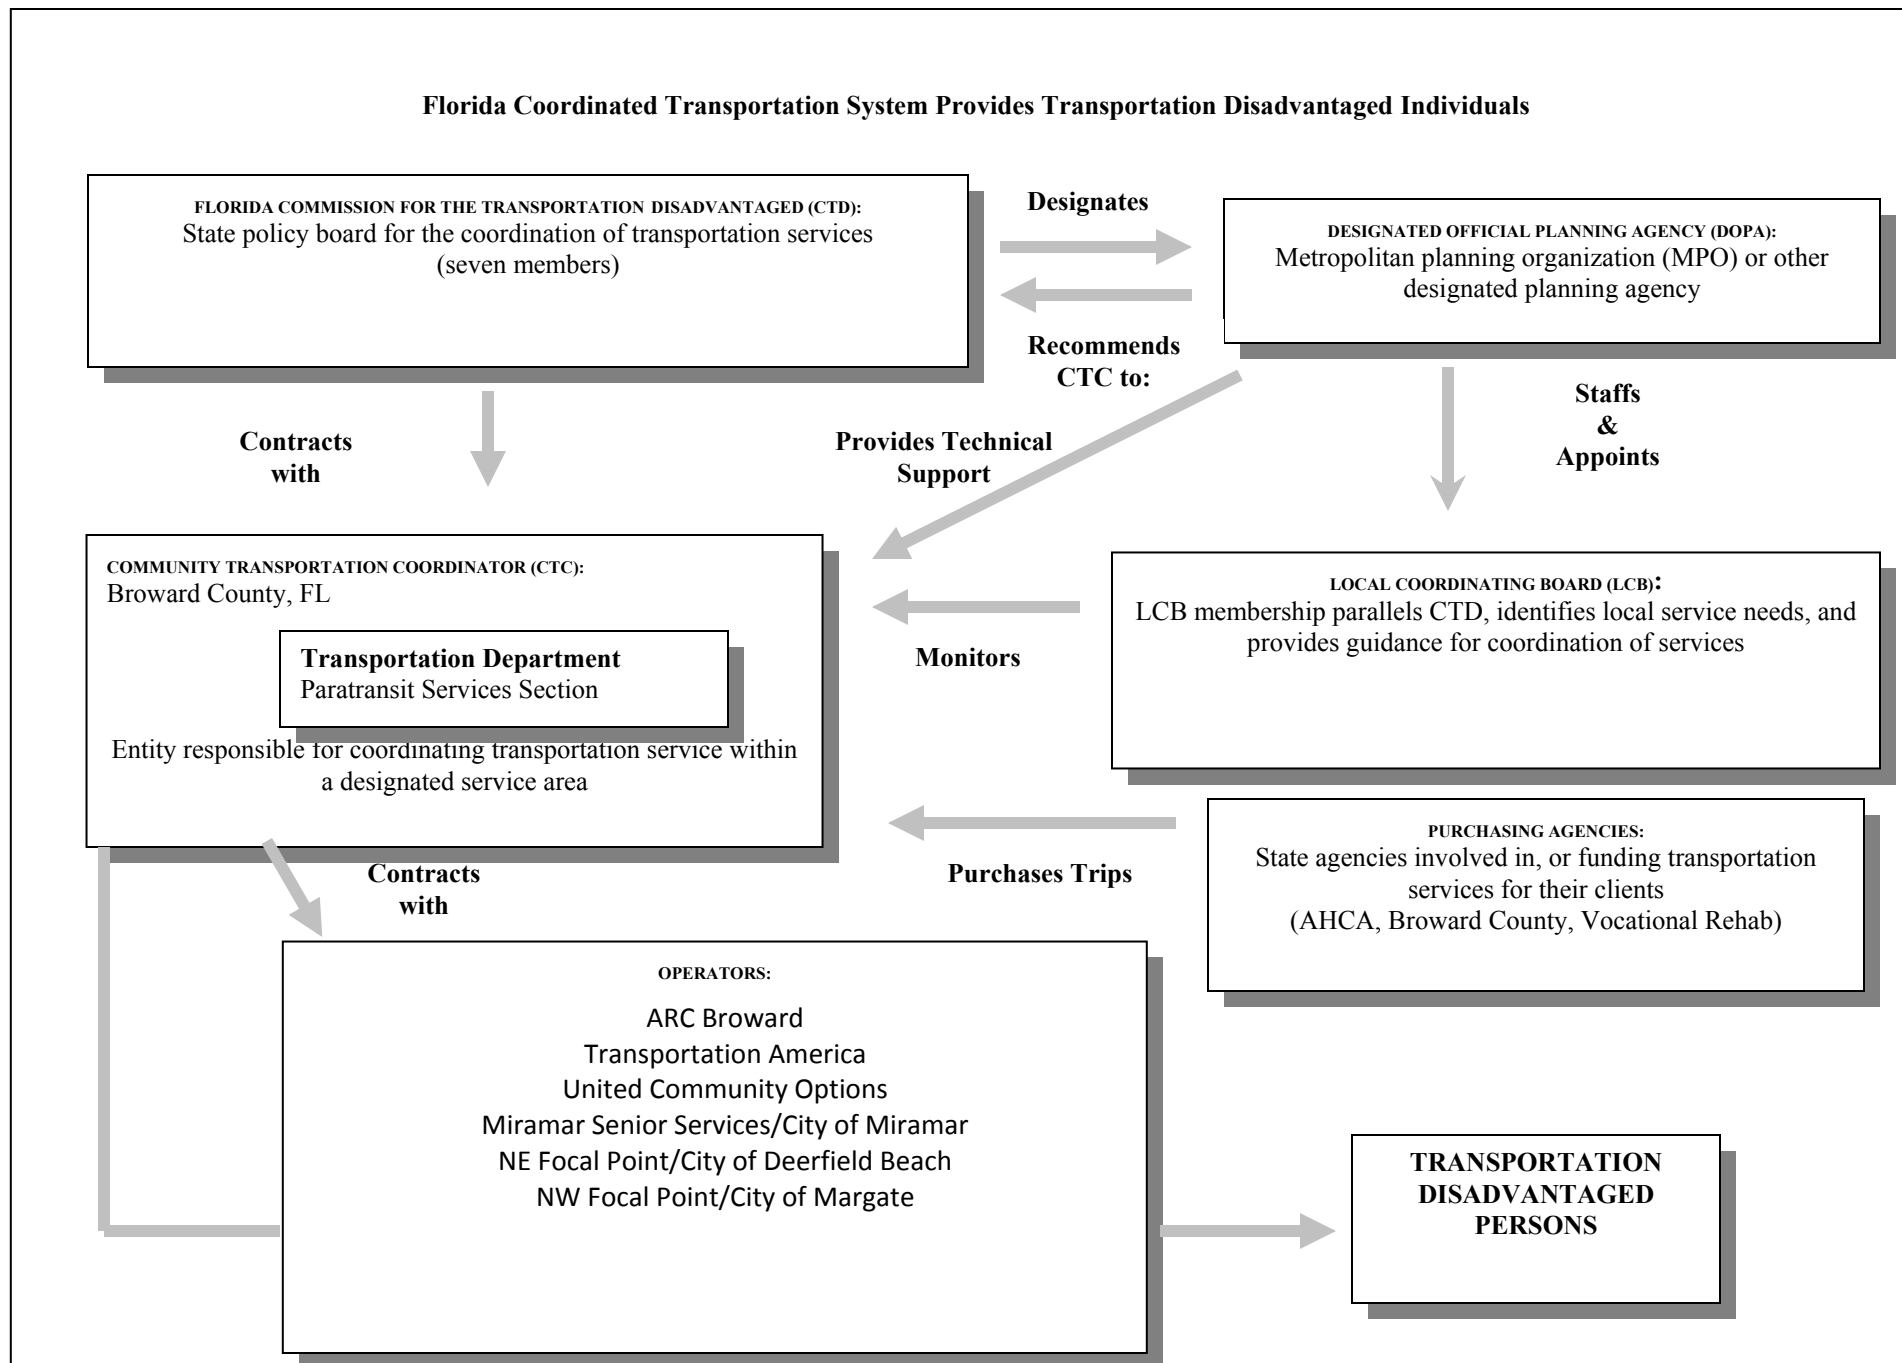 Florida Coordinated Transportation System Provides Transportation Disadvantaged Individuals
FLORIDA COMMISSION FOR THE TRANSPORTATION DISADVANTAGED (CTD):
State policy board for the coordination of transportation services
(seven members)
Designates
Recommends
CTC to:
DESIGNATED OFFICIAL PLANNING AGENCY (DOPA):
Metropolitan planning organization (MPO) or other
designated planning agency
Contracts
with
Provides Technical
Support
Staffs
&
Appoints
COMMUNITY TRANSPORTATION COORDINATOR (CTC):
Broward County, FL
Transportation Department
Paratransit Services Section
Entity responsible for coordinating transportation service within
a designated service area
Monitors
LOCAL COORDINATING BOARD (LCB):
LCB membership parallels CTD, identifies local service needs, and
provides guidance for coordination of services
Purchases Trips
PURCHASING AGENCIES:
State agencies involved in, or funding transportation
services for their clients
(AHCA, Broward County, Vocational Rehab)
Contracts
with
OPERATORS:
ARC Broward
Transportation America
United Community Options
Miramar Senior Services/City of Miramar
NE Focal Point/City of Deerfield Beach
NW Focal Point/City of Margate
TRANSPORTATION
DISADVANTAGED
PERSONS